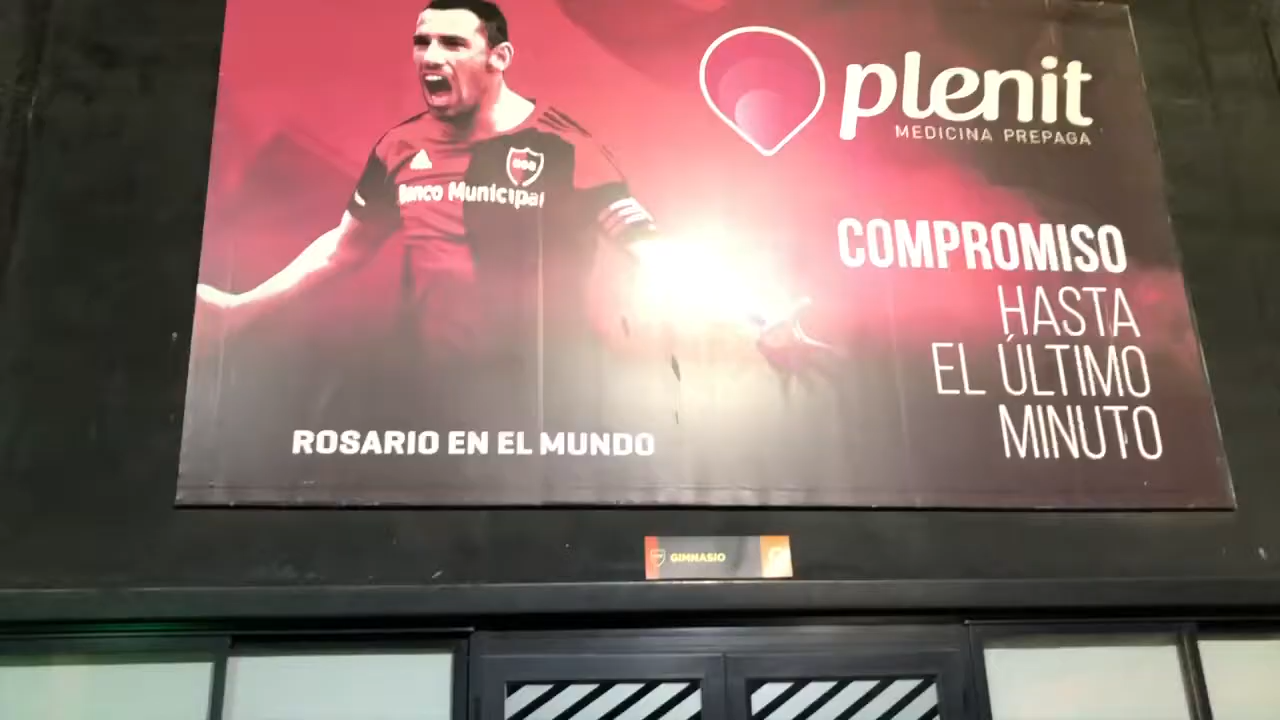 plenit
MEDICINA PREPAGA
Banco Municipal
COMPROMISO
HASTA
EL ÚLTIMO
MINUTO
ROSARIO EN EL MUNDO
GIMNASIO